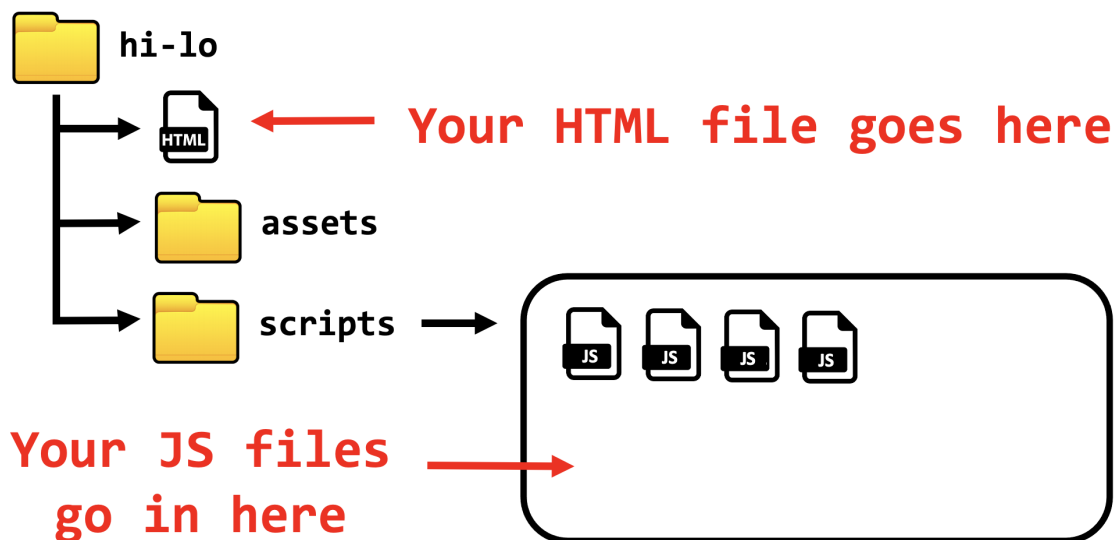 hi-lo
HTML
Your HTML file goes here
assets
scripts
JS JS JS JS
Your JS files
go in here